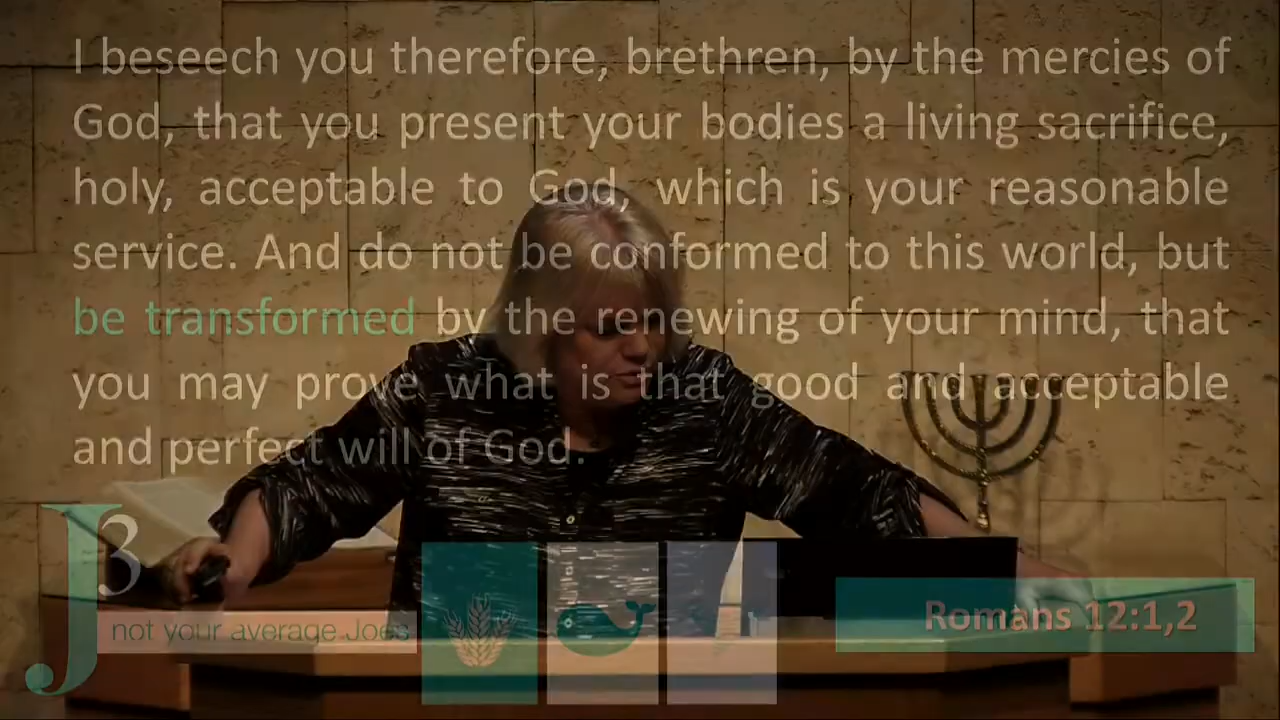 I beseech you therefore, brethren, by the mercies of
God, that you present your bodies a living sacrifice,
holy, acceptable to God, which is your reasonable
service. And do not be conformed to this world, but
be transformed by the renewing of your mind, that
you may prove what is that good and acceptable
and perfect will of God.
J3
not your average Joes
Romans 12:1,2